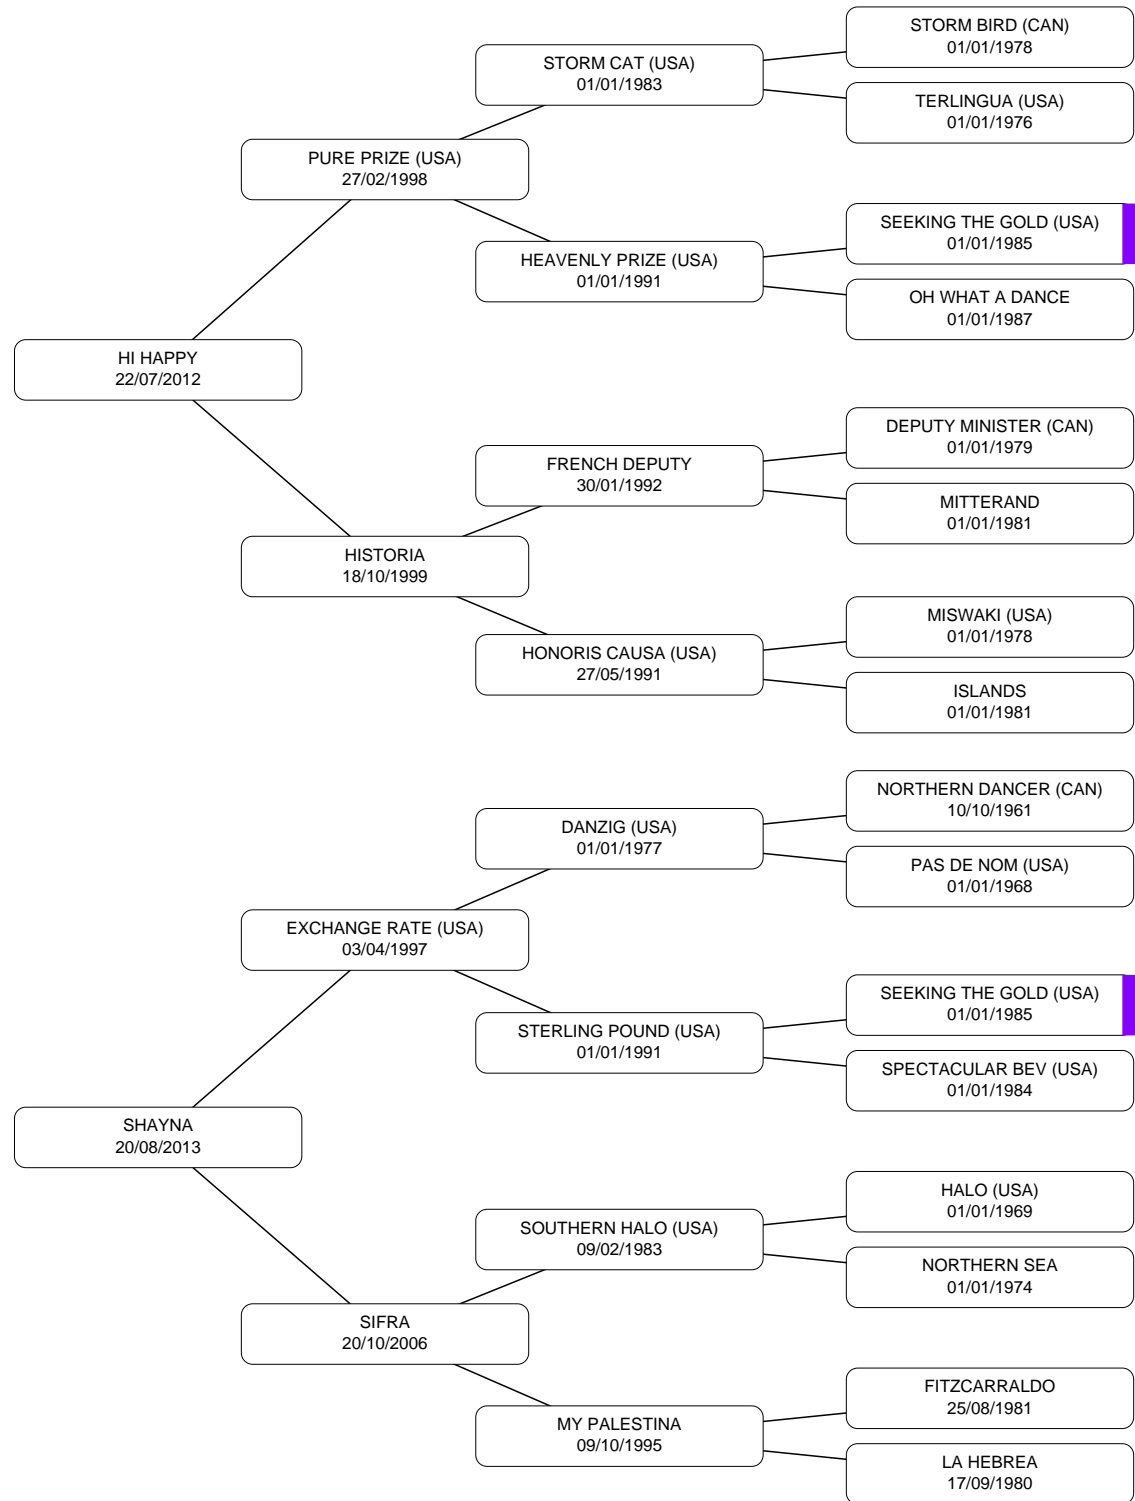 STORM BIRD (CAN)
01/01/1978
STORM CAT (USA)
01/01/1983
TERLINGUA (USA)
01/01/1976
PURE PRIZE (USA)
27/02/1998
SEEKING THE GOLD (USA)
01/01/1985
HEAVENLY PRIZE (USA)
01/01/1991
OH WHAT A DANCE
01/01/1987
HI HAPPY
22/07/2012
DEPUTY MINISTER (CAN)
01/01/1979
FRENCH DEPUTY
30/01/1992
MITTERAND
01/01/1981
HISTORIA
18/10/1999
MISWAKI (USA)
01/01/1978
HONORIS CAUSA (USA)
27/05/1991
ISLANDS
01/01/1981
NORTHERN DANCER (CAN)
10/10/1961
DANZIG (USA)
01/01/1977
PAS DE NOM (USA)
01/01/1968
EXCHANGE RATE (USA)
03/04/1997
SEEKING THE GOLD (USA)
01/01/1985
STERLING POUND (USA)
01/01/1991
SPECTACULAR BEV (USA)
01/01/1984
SHAYNA
20/08/2013
HALO (USA)
01/01/1969
SOUTHERN HALO (USA)
09/02/1983
NORTHERN SEA
01/01/1974
SIFRA
20/10/2006
FITZCARRALDO
25/08/1981
MY PALESTINA
09/10/1995
LA HEBREA
17/09/1980